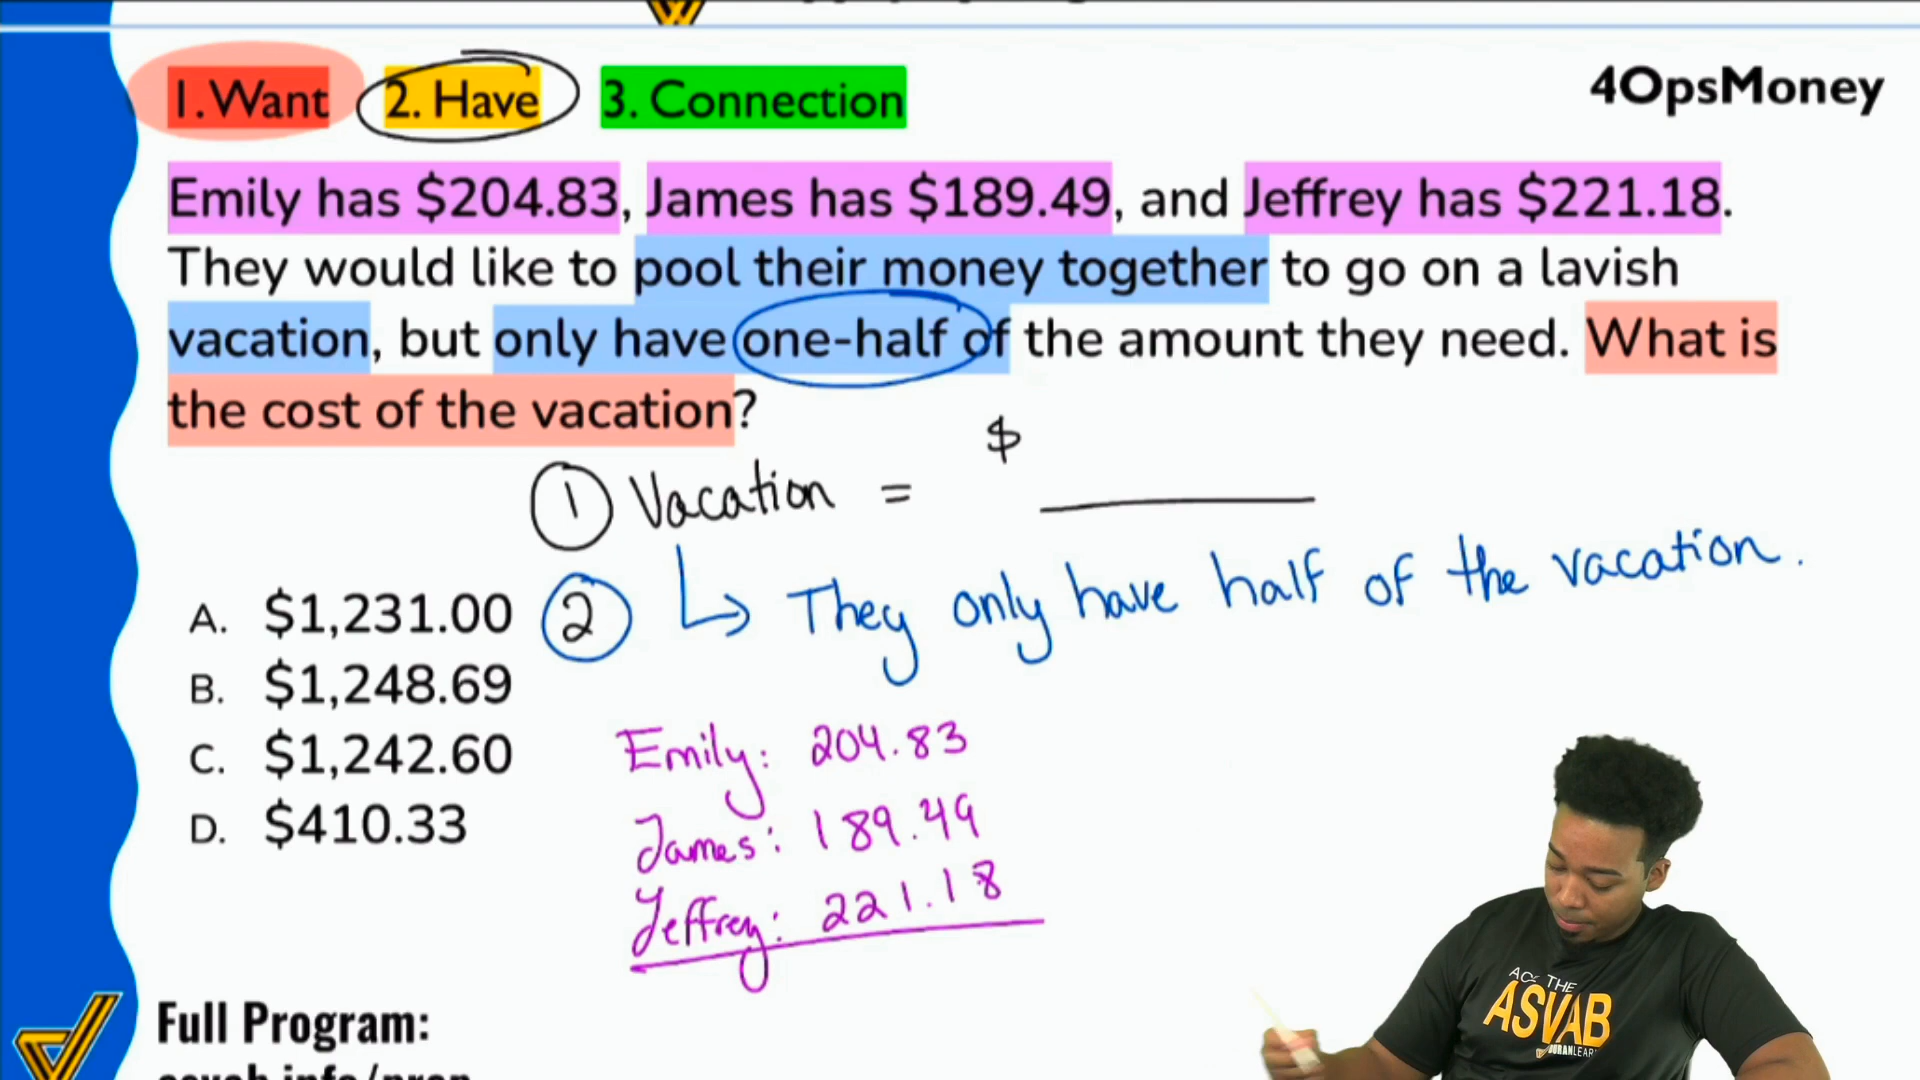 1. Want 2. Have 3. Connection 4OpsMoney
Emily has $204.83, James has $189.49, and Jeffrey has $221.18.
They would like to pool their money together to go on a lavish
vacation, but only have one-half of the amount they need. What is
the cost of the vacation?
① Vacation = $
② ↳ They only have half of the vacation.
A. $1,231.00
B. $1,248.69
C. $1,242.60
D. $410.33
Emily: 204.83
James: 189.49
Jeffrey: 221.18
ACE THE
ASVAB
Full Program:
asvab.info/prep